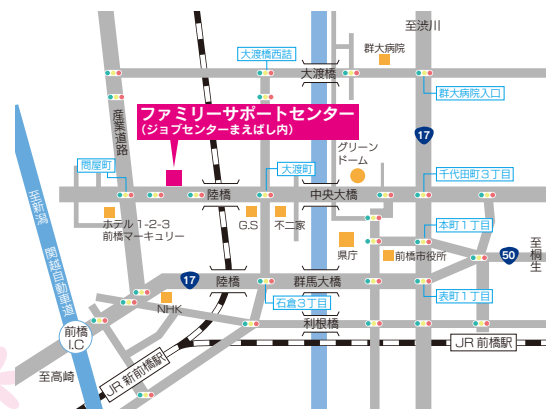 至渋川
群大病院
大渡橋西詰
大渡橋
群大病院入口
産業道路
ファミリーサポートセンター
(ジョブセンターまえばし内)
17
グリーン
ドーム
問屋町
大渡町
千代田町3丁目
陸橋
中央大橋
至新潟
関越自動車道
ホテル1-2-3
前橋マーキュリー
G.S
不二家
県庁
前橋市役所
本町1丁目
50
至桐生
17
陸橋
群馬大橋
NHK
石倉3丁目
表町1丁目
前橋
I.C
利根橋
JR 前橋駅
至高崎
JR 新前橋駅